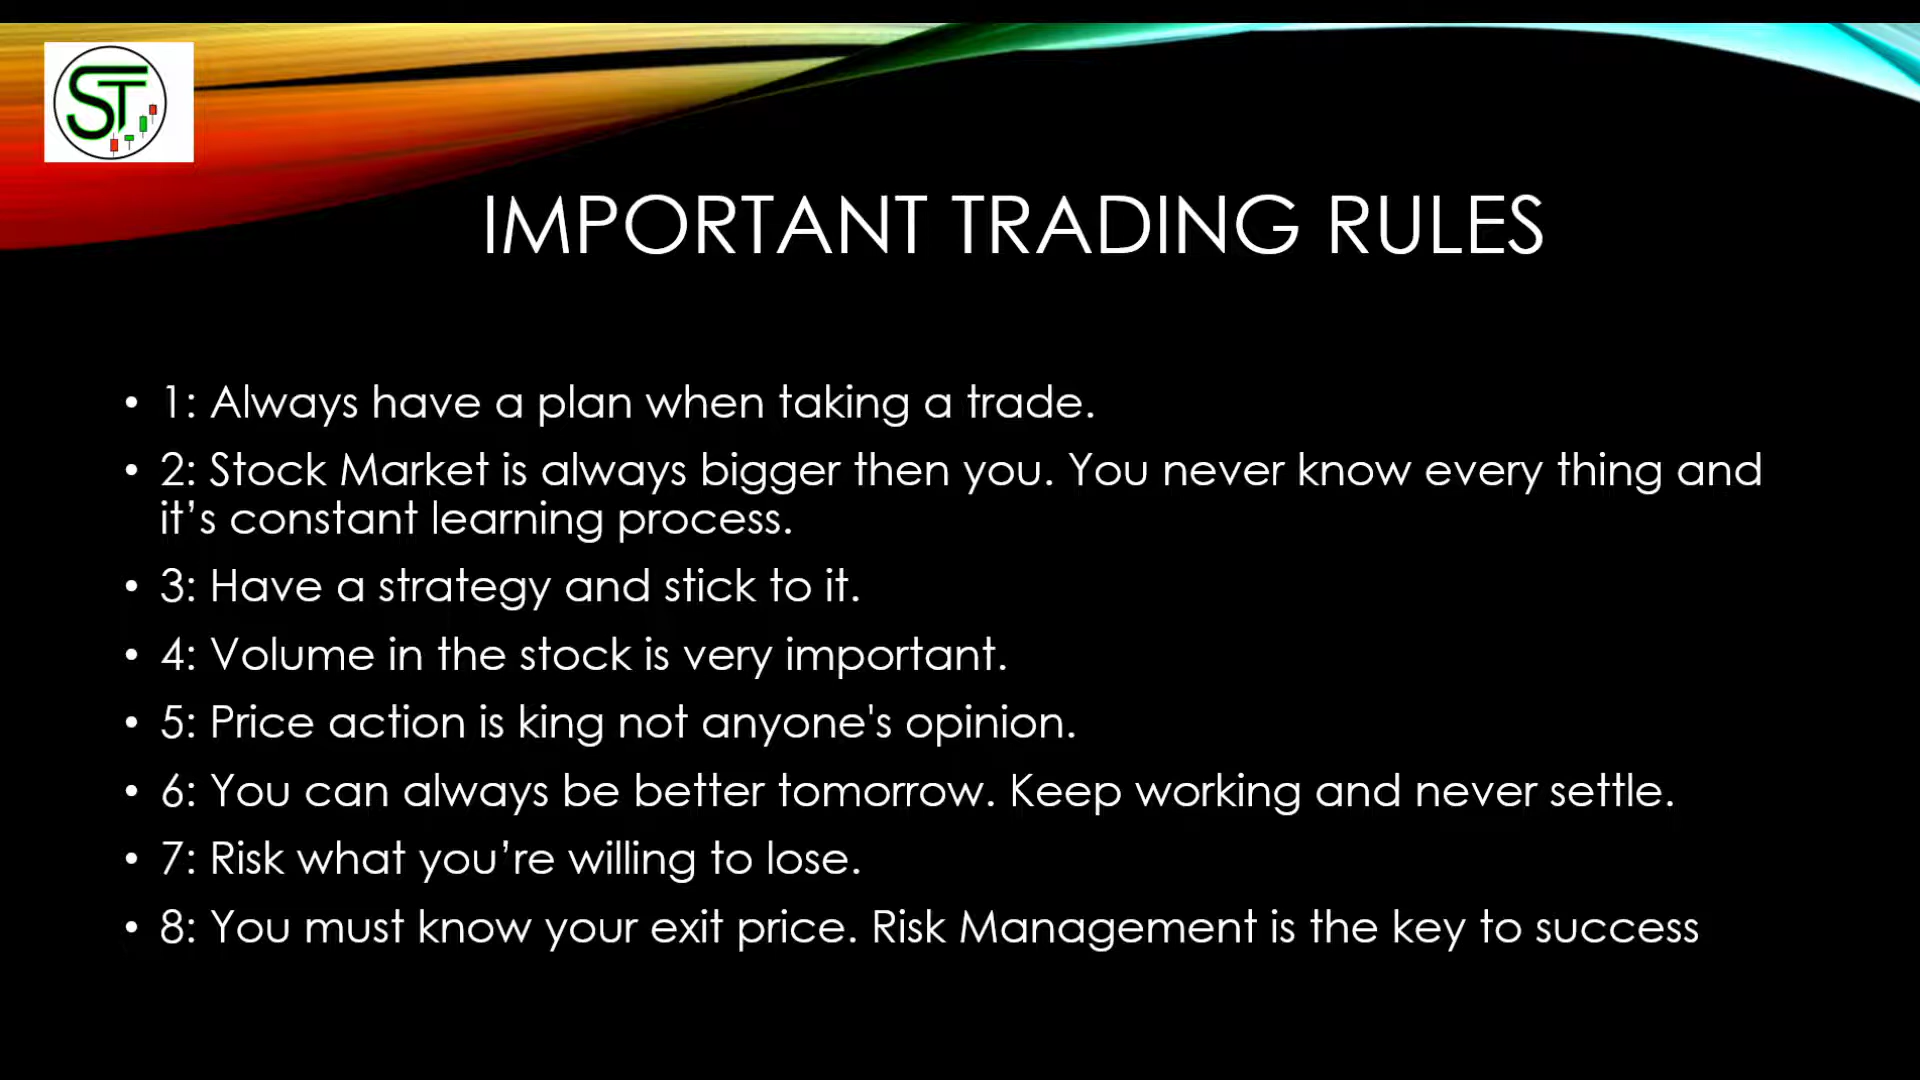 ST
IMPORTANT TRADING RULES
• 1: Always have a plan when taking a trade.
• 2: Stock Market is always bigger then you. You never know every thing and
it’s constant learning process.
• 3: Have a strategy and stick to it.
• 4: Volume in the stock is very important.
• 5: Price action is king not anyone's opinion.
• 6: You can always be better tomorrow. Keep working and never settle.
• 7: Risk what you’re willing to lose.
• 8: You must know your exit price. Risk Management is the key to success